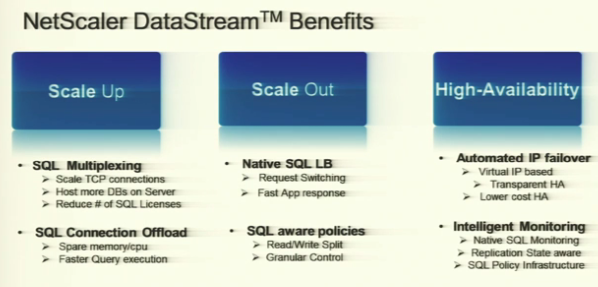 NetScaler DataStream™ Benefits
Scale Up
• SQL Multiplexing
➢ Scale TCP connections
➢ Host more DBs on Server
➢ Reduce # of SQL Licenses
• SQL Connection Offload
➢ Spare memory/cpu
➢ Faster Query execution
Scale Out
• Native SQL LB
➢ Request Switching
➢ Fast App response
• SQL aware policies
➢ Read/Write Split
➢ Granular Control
High-Availability
• Automated IP failover
➢ Virtual IP based
➢ Transparent HA
➢ Lower cost HA
• Intelligent Monitoring
➢ Native SQL Monitoring
➢ Replication State aware
➢ SQL Policy Infrastructure